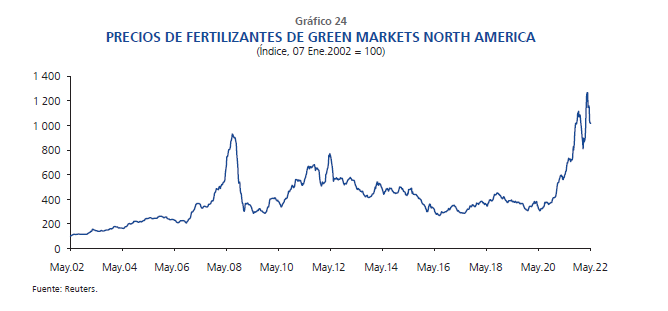 Gráfico 24
PRECIOS DE FERTILIZANTES DE GREEN MARKETS NORTH AMERICA
(Índice, 07 Ene.2002 = 100)
1 400
1 200
1 000
800
600
400
200
0
May.02 May.04 May.06 May.08 May.10 May.12 May.14 May.16 May.18 May.20 May.22
Fuente: Reuters.